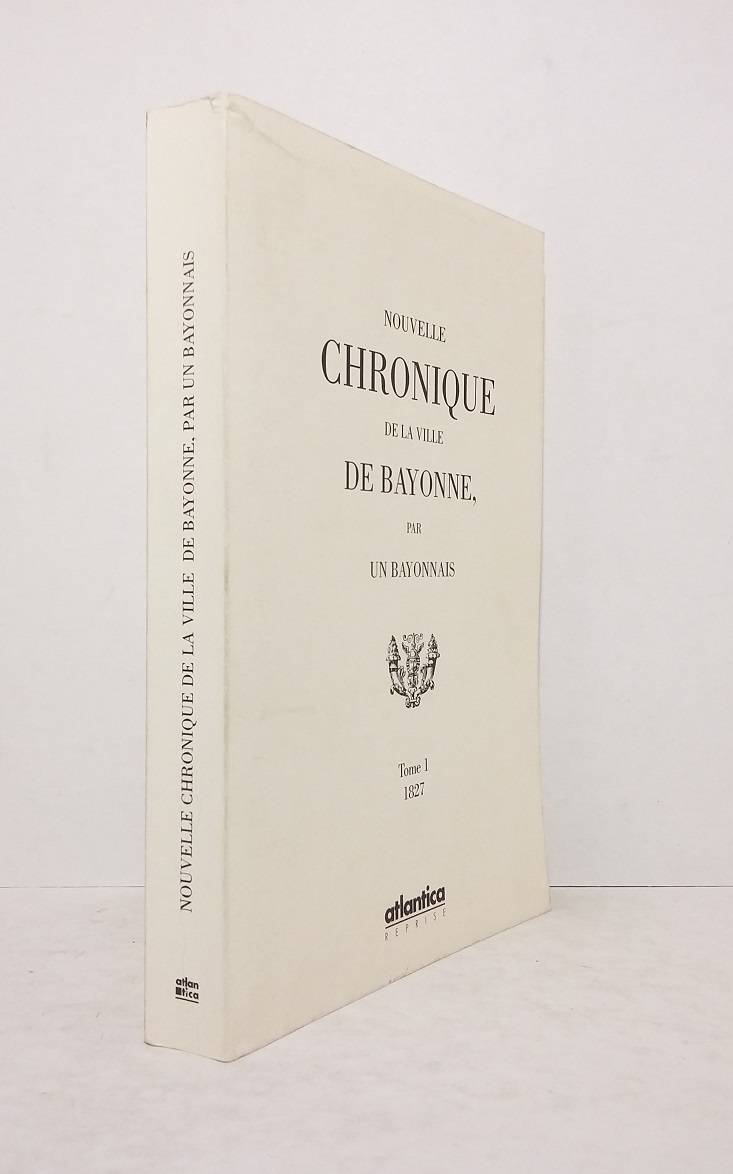 NOUVELLE CHRONIQUE DE LA VILLE DE BAYONNE, PAR UN BAYONNAIS
atlan
tica
NOUVELLE
CHRONIQUE
DE LA VILLE
DE BAYONNE,
PAR
UN BAYONNAIS
Tome 1
1827
atlantica
REPRISE